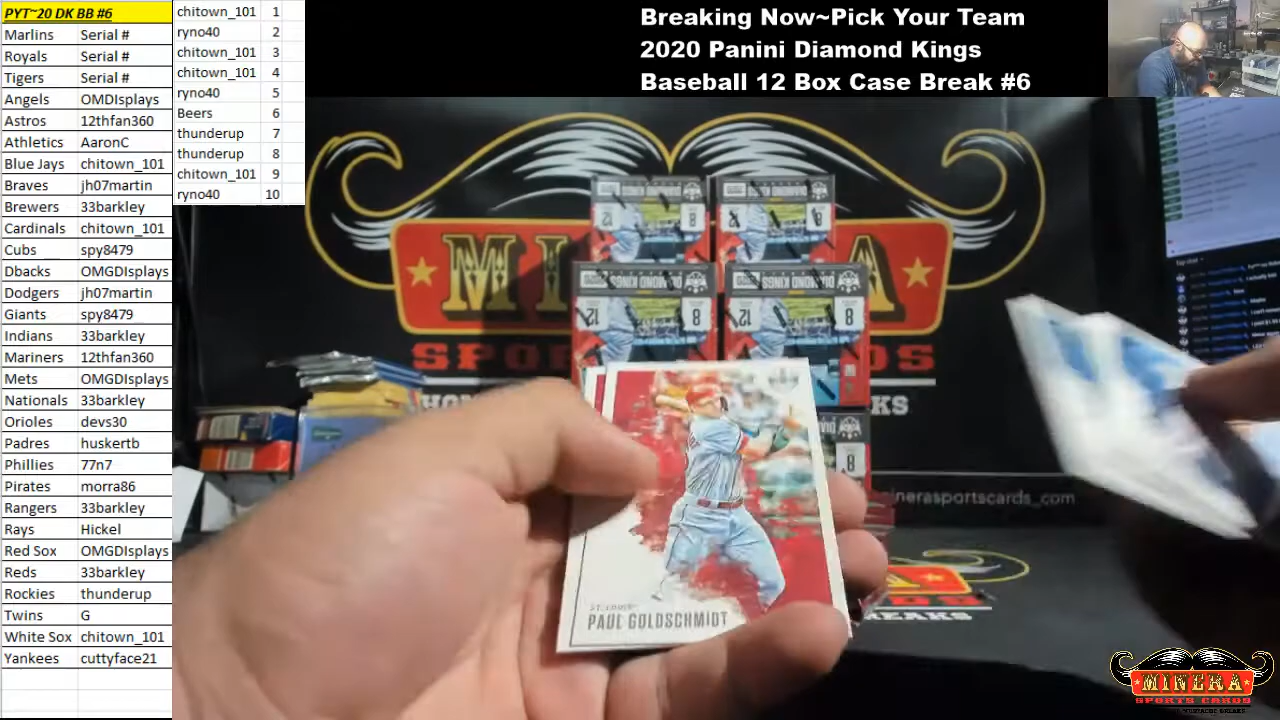 PYT~20 DK BB #6
Marlins Serial #
Royals Serial #
Tigers Serial #
Angels OMDIsplays
Astros 12thfan360
Athletics AaronC
Blue Jays chitown_101
Braves jh07martin
Brewers 33barkley
Cardinals chitown_101
Cubs spy8479
Dbacks OMGDIsplays
Dodgers jh07martin
Giants spy8479
Indians 33barkley
Mariners 12thfan360
Mets OMGDIsplays
Nationals 33barkley
Orioles devs30
Padres huskertb
Phillies 77n7
Pirates morra86
Rangers 33barkley
Rays Hickel
Red Sox OMGDIsplays
Reds 33barkley
Rockies thunderup
Twins G
White Sox chitown_101
Yankees cuttyface21
chitown_101 1
ryno40 2
chitown_101 3
chitown_101 4
ryno40 5
Beers 6
thunderup 7
thunderup 8
chitown_101 9
ryno40 10
Breaking Now~Pick Your Team
2020 Panini Diamond Kings
Baseball 12 Box Case Break #6
ST. LOUIS
PAUL GOLDSCHMIDT
minerasportscards_com
MINERA
SPORTS CARDS